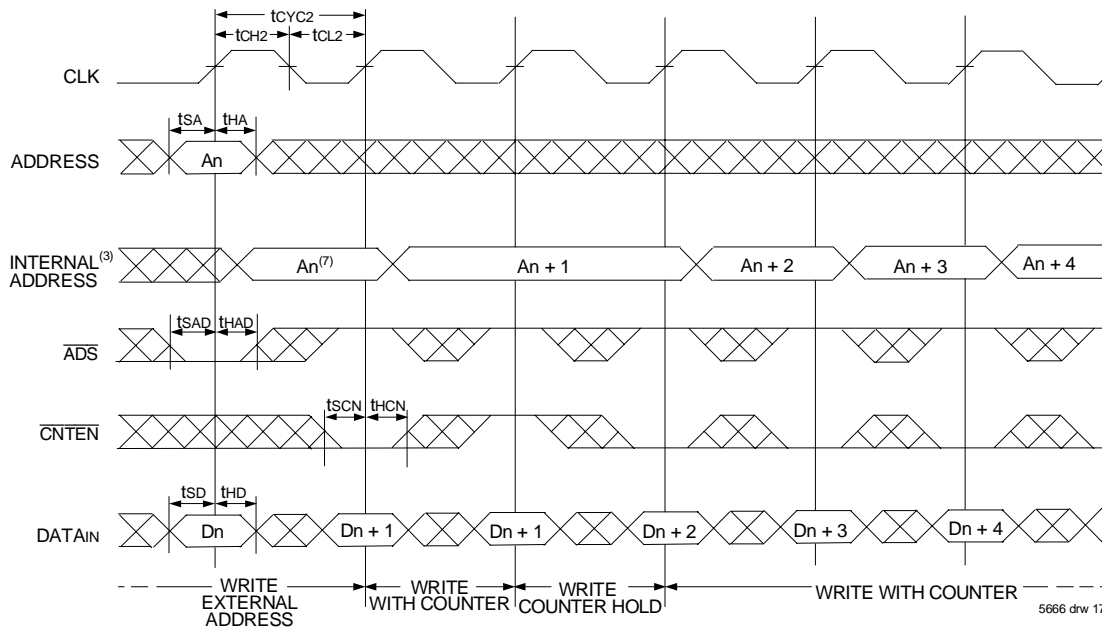 tCYC2
tCH2 tCL2
CLK
tSA tHA
ADDRESS An
INTERNAL(3)
ADDRESS An(7) An + 1 An + 2 An + 3 An + 4
tSAD tHAD
ADS
tSCN tHCN
CNTEN
tSD tHD
DATAIN Dn Dn + 1 Dn + 1 Dn + 2 Dn + 3 Dn + 4
WRITE
EXTERNAL
ADDRESS
WRITE
WITH COUNTER
WRITE
COUNTER HOLD
WRITE WITH COUNTER
5666 drw 17